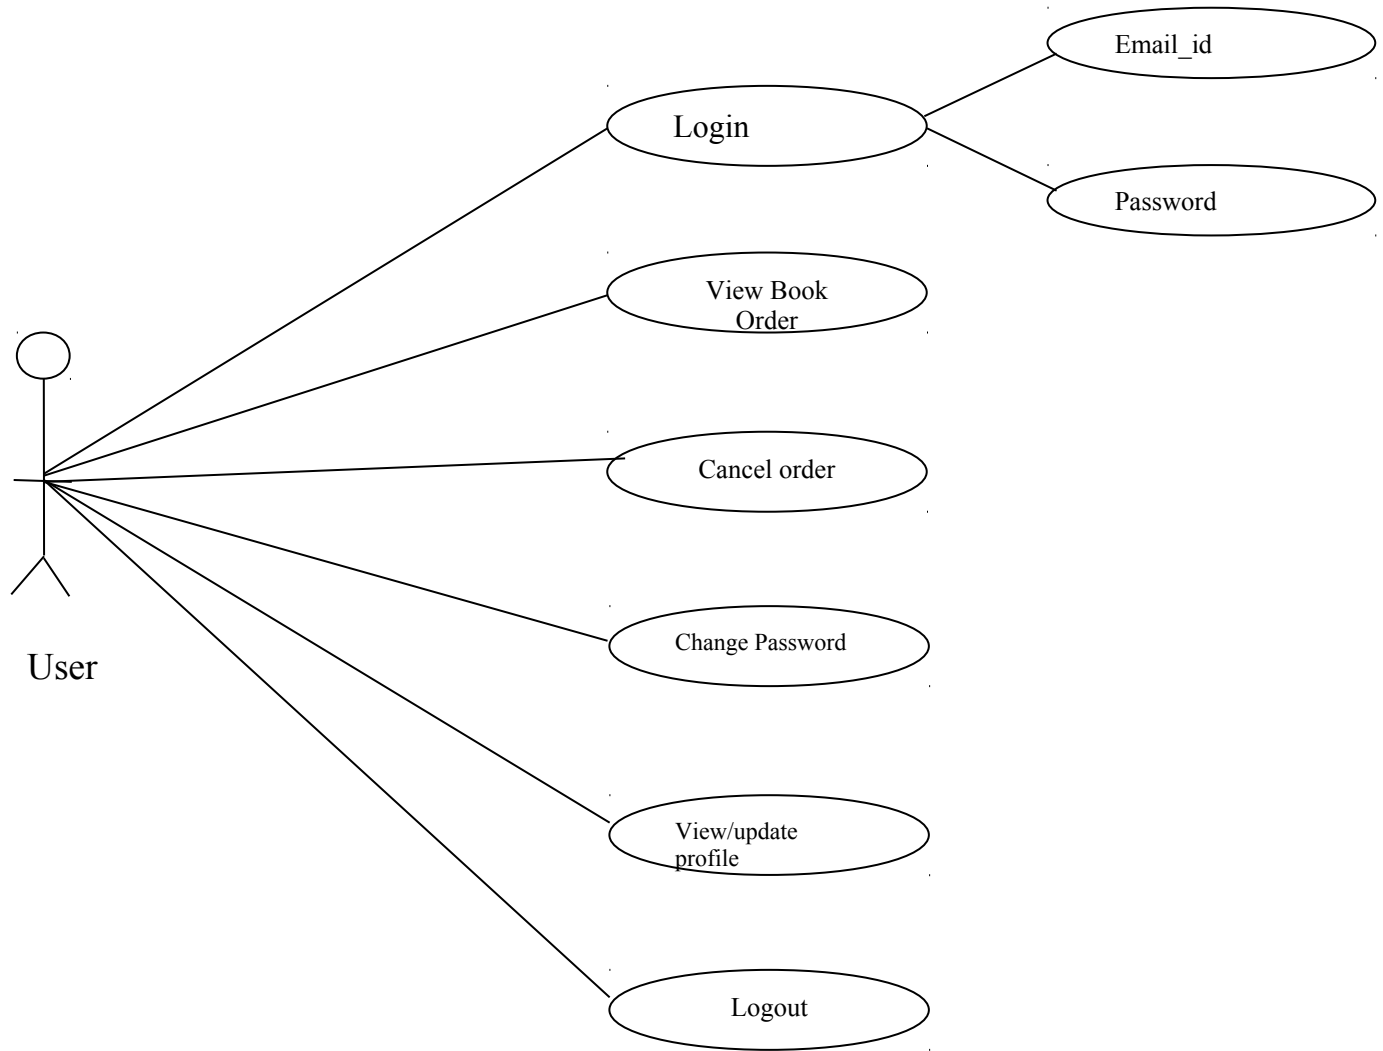 Email_id
Login
Password
View Book
Order
Cancel order
Change Password
User
View/update
profile
Logout